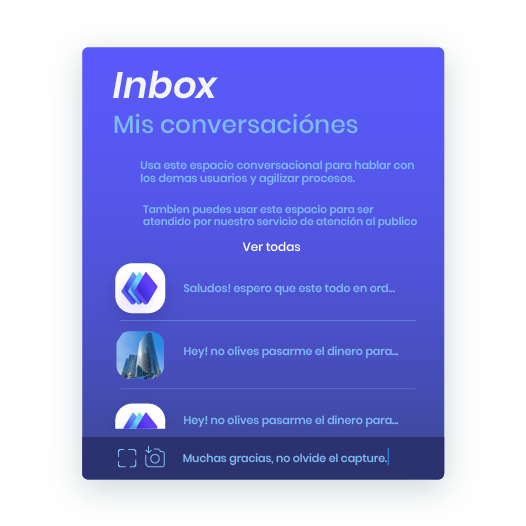 Inbox
Mis conversaciónes
Usa este espacio conversacional para hablar con
los demas usuarios y agilizar procesos.
Tambien puedes usar este espacio para ser
atendido por nuestro servicio de atención al publico
Ver todas
Saludos! espero que este todo en ord...
Hey! no olives pasarme el dinero para...
Hey! no olives pasarme el dinero para...
Muchas gracias, no olvide el capture.